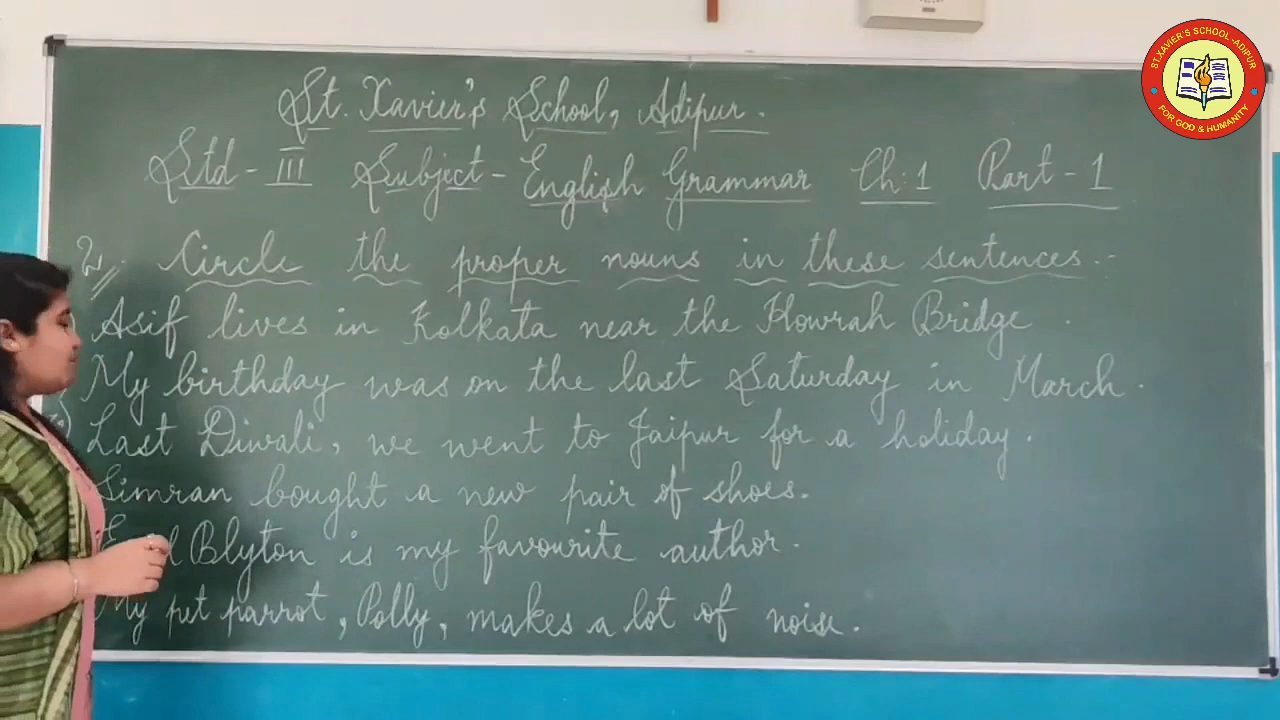 St. Xavier's School, Adipur.
ST.XAVIER'S SCHOOL-ADIPUR
FOR GOD & HUMANITY
Std - III Subject - English Grammar Ch: 1 Part - 1
2. Circle the proper nouns in these sentences :-
Asif lives in Kolkata near the Howrah Bridge .
My birthday was on the last Saturday in March .
Last Diwali, we went to Jaipur for a holiday.
Simran bought a new pair of shoes.
Blyton is my favourite author.
My pet parrot, Polly, makes a lot of noise.